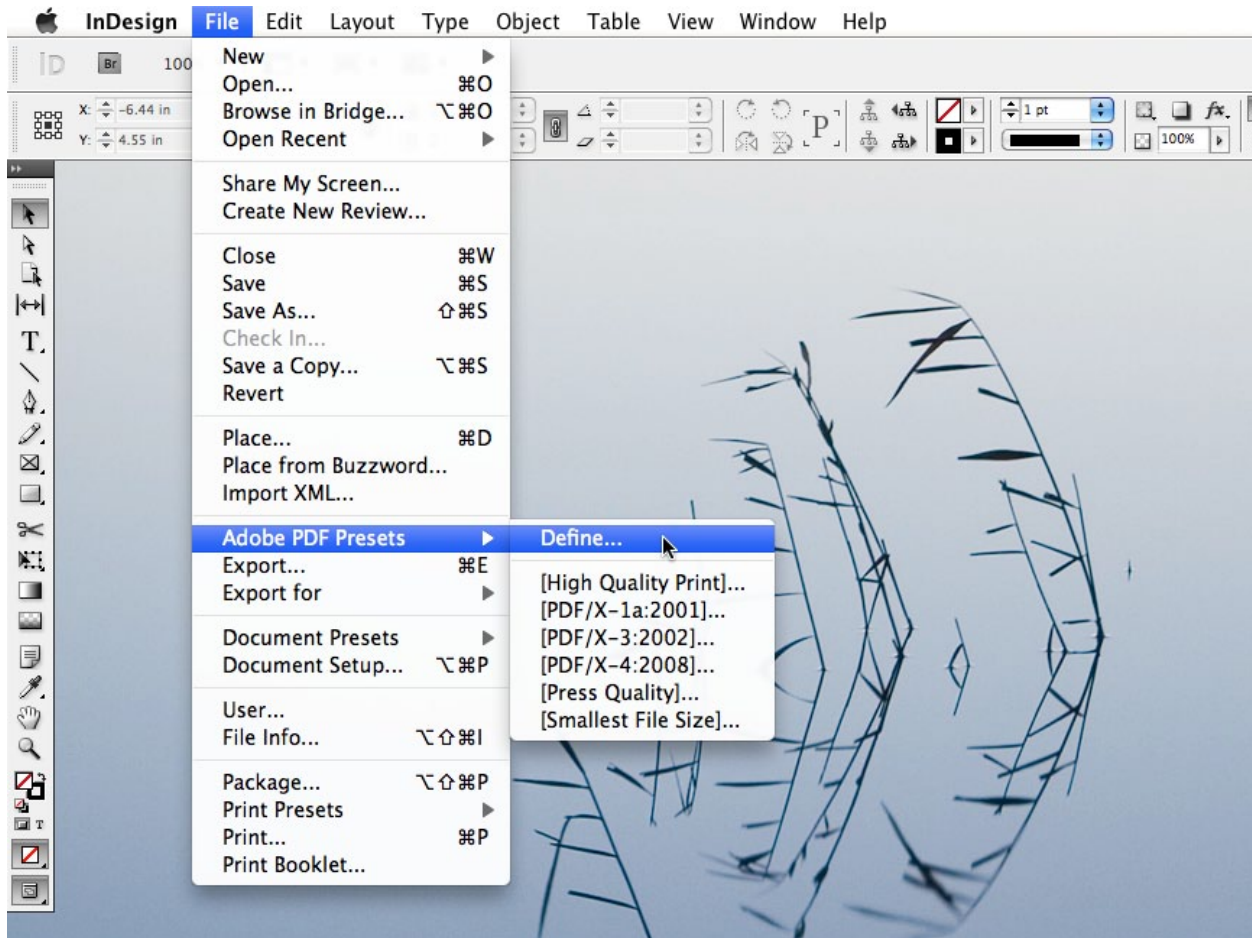 InDesign File Edit Layout Type Object Table View Window Help
ID Br 100
X: -6.44 in
Y: 4.55 in
P
1 pt
fx.
100%
New
Open... ⌘O
Browse in Bridge... ⌥⌘O
Open Recent
Share My Screen...
Create New Review...
Close ⌘W
Save ⌘S
Save As... ⇧⌘S
Check In...
Save a Copy... ⌥⌘S
Revert
Place... ⌘D
Place from Buzzword...
Import XML...
Adobe PDF Presets
Export... ⌘E
Export for
Document Presets
Document Setup... ⌥⌘P
User...
File Info... ⌥⇧⌘I
Package... ⌥⇧⌘P
Print Presets
Print... ⌘P
Print Booklet...
Define...
[High Quality Print]...
[PDF/X-1a:2001]...
[PDF/X-3:2002]...
[PDF/X-4:2008]...
[Press Quality]...
[Smallest File Size]...
T
T